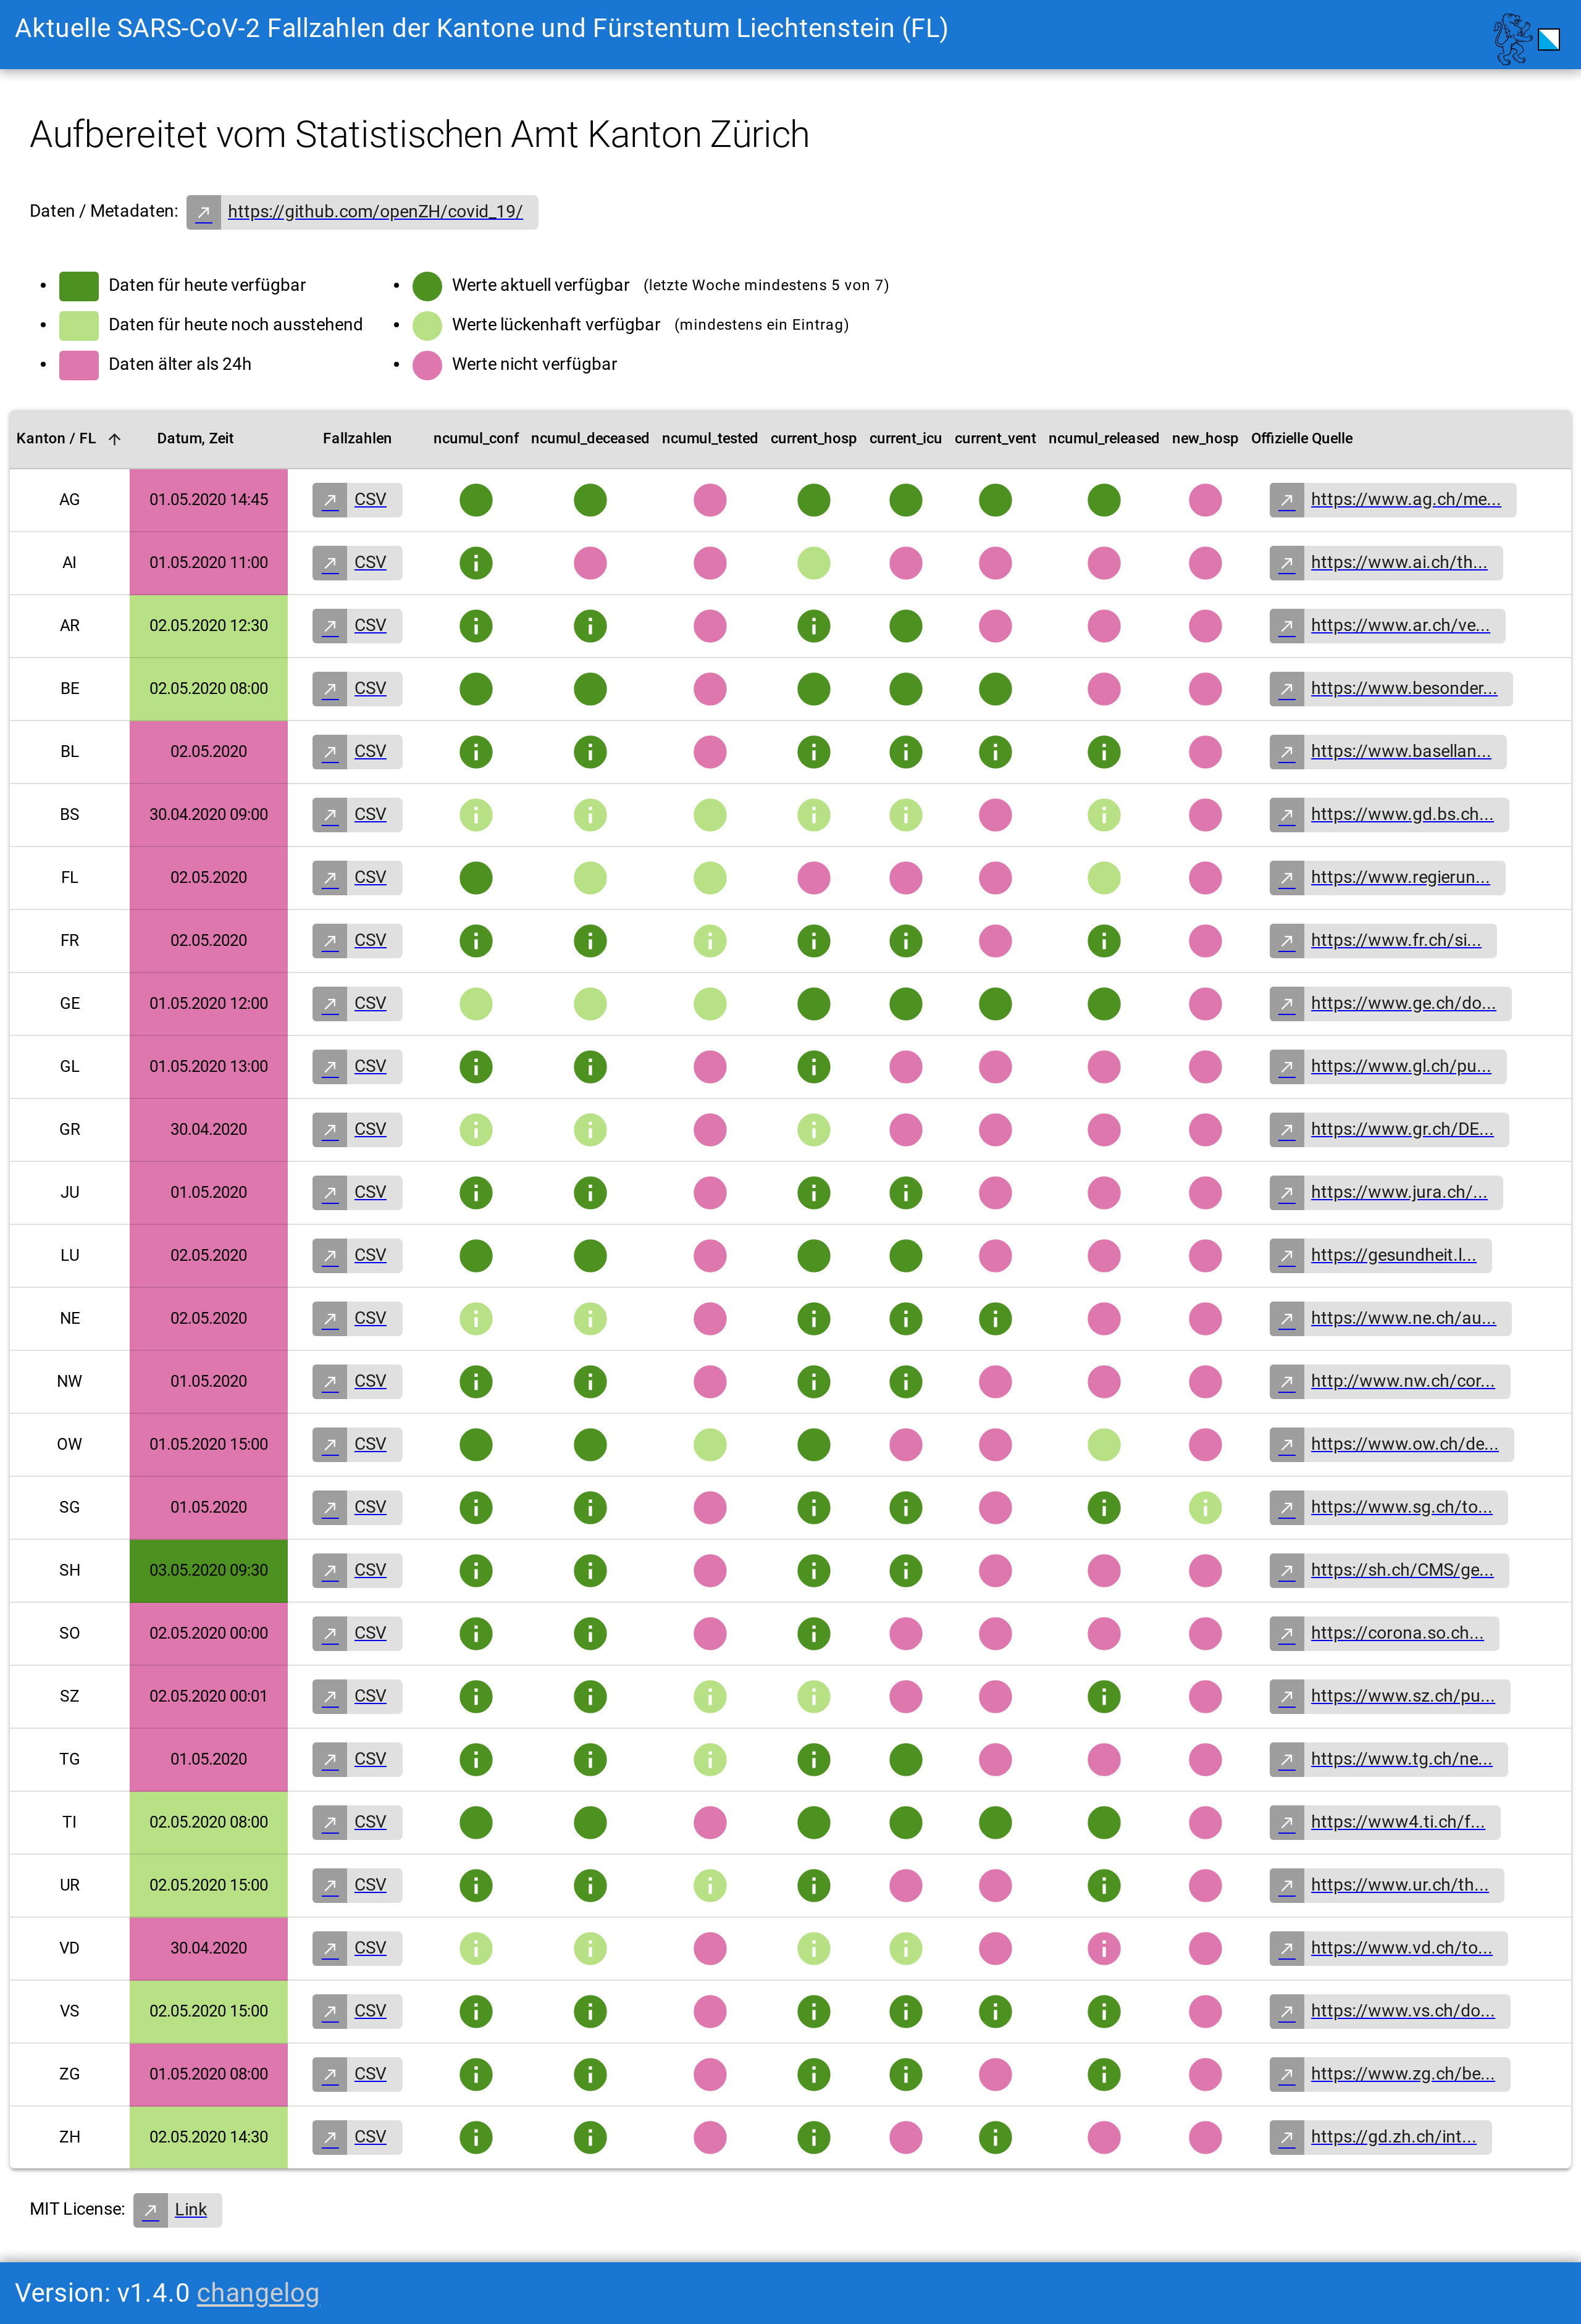 Aktuelle SARS-CoV-2 Fallzahlen der Kantone und Fürstentum Liechtenstein (FL)
Aufbereitet vom Statistischen Amt Kanton Zürich
Daten / Metadaten: https://github.com/openZH/covid_19/
Daten für heute verfügbar
Daten für heute noch ausstehend
Daten älter als 24h
Werte aktuell verfügbar (letzte Woche mindestens 5 von 7)
Werte lückenhaft verfügbar (mindestens ein Eintrag)
Werte nicht verfügbar
Kanton / FL Datum, Zeit Fallzahlen ncumul_conf ncumul_deceased ncumul_tested current_hosp current_icu current_vent ncumul_released new_hosp Offizielle Quelle
AG 01.05.2020 14:45 CSV https://www.ag.ch/me...
AI 01.05.2020 11:00 CSV https://www.ai.ch/th...
AR 02.05.2020 12:30 CSV https://www.ar.ch/ve...
BE 02.05.2020 08:00 CSV https://www.besonder...
BL 02.05.2020 CSV https://www.basellan...
BS 30.04.2020 09:00 CSV https://www.gd.bs.ch...
FL 02.05.2020 CSV https://www.regierun...
FR 02.05.2020 CSV https://www.fr.ch/si...
GE 01.05.2020 12:00 CSV https://www.ge.ch/do...
GL 01.05.2020 13:00 CSV https://www.gl.ch/pu...
GR 30.04.2020 CSV https://www.gr.ch/DE...
JU 01.05.2020 CSV https://www.jura.ch/...
LU 02.05.2020 CSV https://gesundheit.l...
NE 02.05.2020 CSV https://www.ne.ch/au...
NW 01.05.2020 CSV http://www.nw.ch/cor...
OW 01.05.2020 15:00 CSV https://www.ow.ch/de...
SG 01.05.2020 CSV https://www.sg.ch/to...
SH 03.05.2020 09:30 CSV https://sh.ch/CMS/ge...
SO 02.05.2020 00:00 CSV https://corona.so.ch...
SZ 02.05.2020 00:01 CSV https://www.sz.ch/pu...
TG 01.05.2020 CSV https://www.tg.ch/ne...
TI 02.05.2020 08:00 CSV https://www4.ti.ch/f...
UR 02.05.2020 15:00 CSV https://www.ur.ch/th...
VD 30.04.2020 CSV https://www.vd.ch/to...
VS 02.05.2020 15:00 CSV https://www.vs.ch/do...
ZG 01.05.2020 08:00 CSV https://www.zg.ch/be...
ZH 02.05.2020 14:30 CSV https://gd.zh.ch/int...
MIT License: Link
Version: v1.4.0 changelog